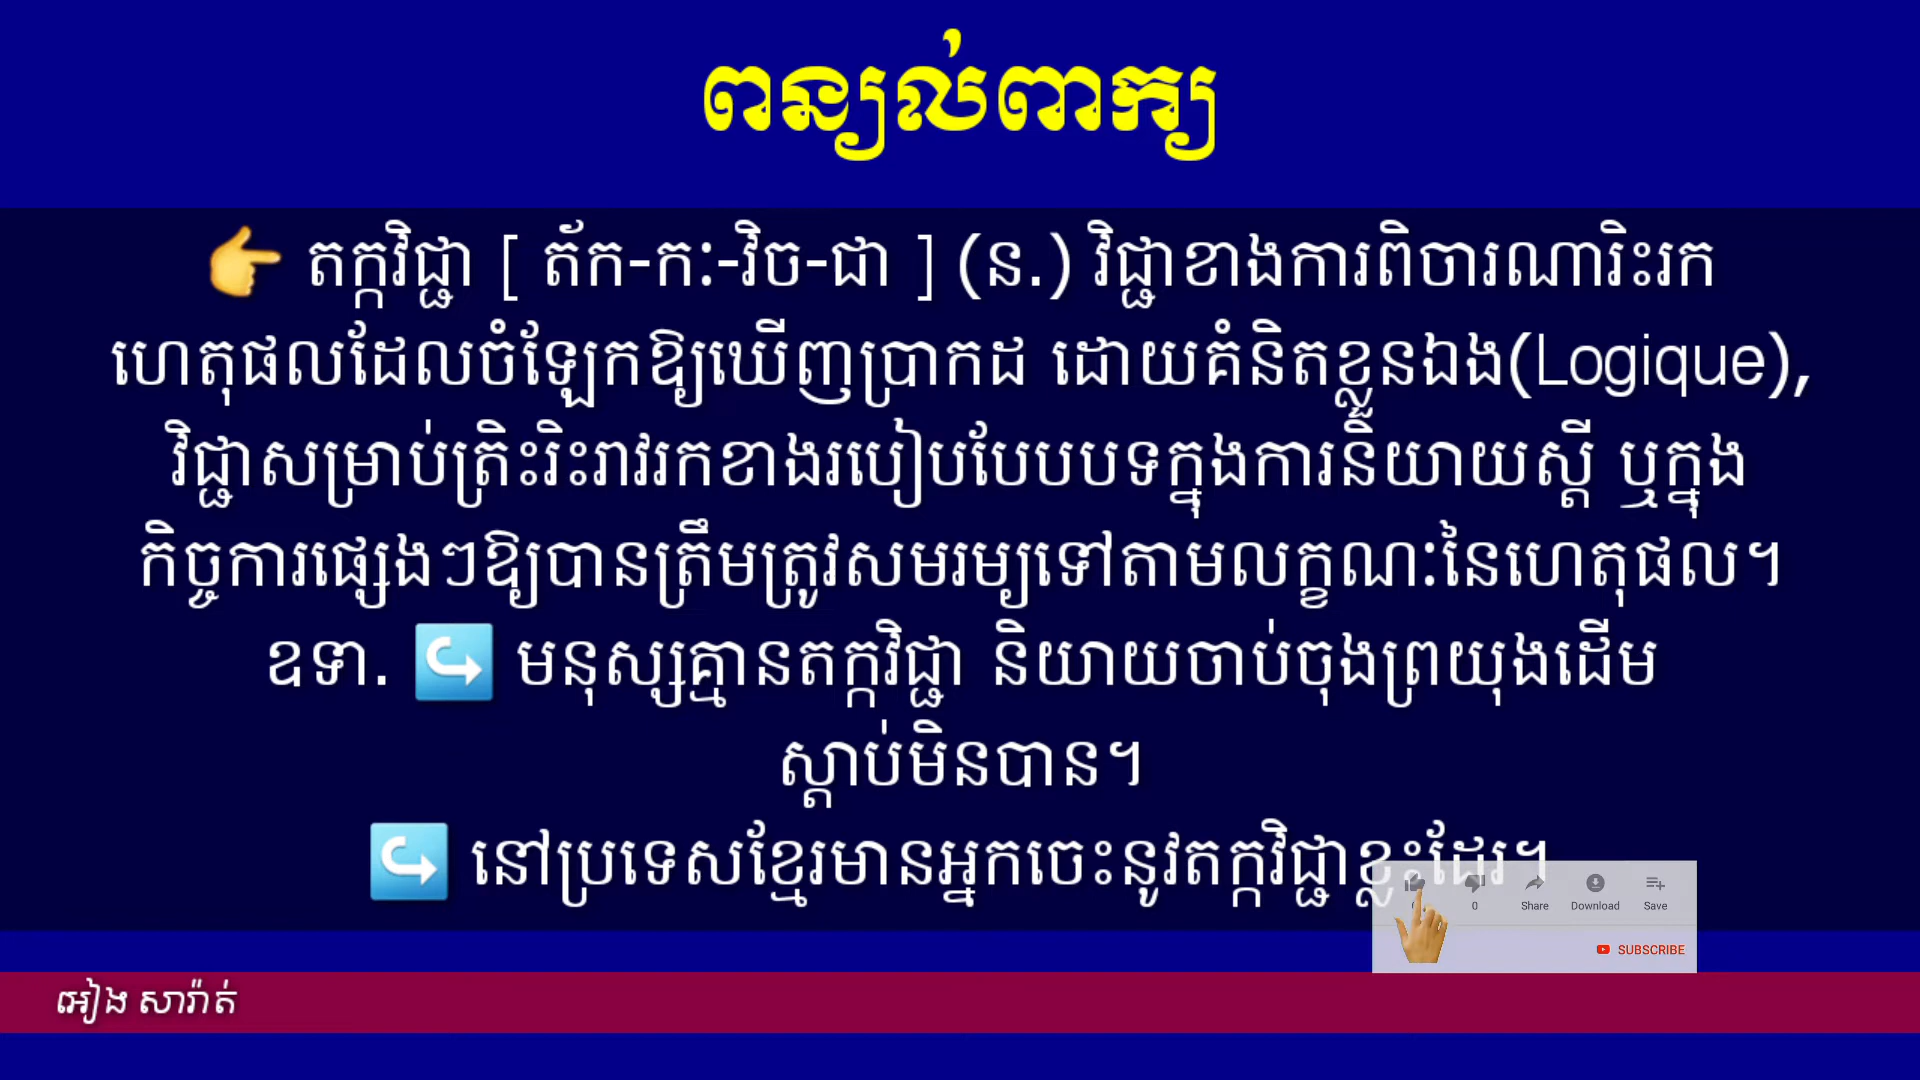 ពន្យល់ពាក្យ
👉 តក្កវិជ្ជា [ ត័ក-កៈ-វិច-ជា ] (ន.) វិជ្ជាខាងការពិចារណារិះរក
ហេតុផលដែលចំឡែកឱ្យឃើញប្រាកដ ដោយគំនិតខ្លួនឯង(Logique),
វិជ្ជាសម្រាប់ត្រិះរិះរាវរកខាងរបៀបបែបបទក្នុងការនិយាយស្តី ឬក្នុង
កិច្ចការផ្សេងៗឱ្យបានត្រឹមត្រូវសមរម្យទៅតាមលក្ខណៈនៃហេតុផល។
ឧទា. ↪️ មនុស្សគ្មានតក្កវិជ្ជា និយាយចាប់ចុងព្រយុងដើម
ស្តាប់មិនបាន។
↪️ នៅប្រទេសខ្មែរមានអ្នកចេះនូវតក្កវិជ្ជាខ្លះដែរ។
0 Share Download Save
SUBSCRIBE
អៀង សារ៉ាត់